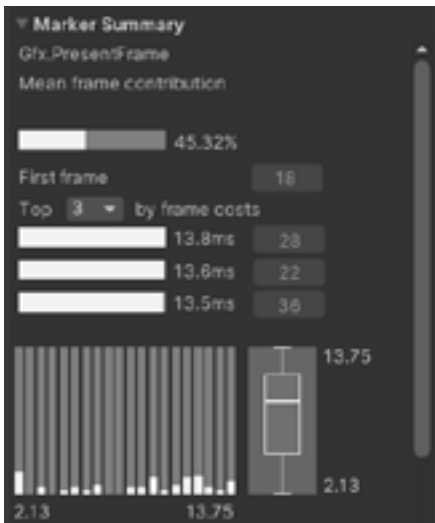 Marker Summary
Gfx.PresentFrame
Mean frame contribution
45.32%
First frame 18
Top 3 by frame costs
13.8ms 28
13.6ms 22
13.5ms 36
13.75
2.13
2.13 13.75